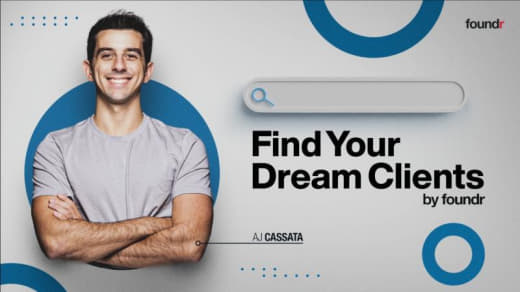 foundr
Find Your
Dream Clients
by foundr
AJ CASSATA